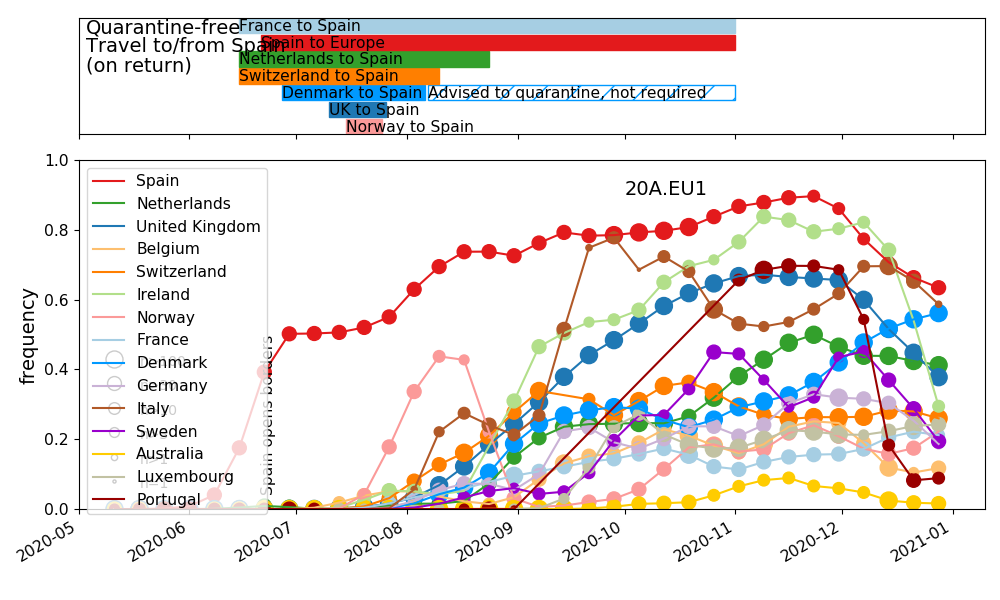 Quarantine-free
Travel to/from Spain
(on return)
France to Spain
Spain to Europe
Netherlands to Spain
Switzerland to Spain
Denmark to Spain
Advised to quarantine, not required
UK to Spain
Norway to Spain
20A.EU1
frequency
1.0
0.8
0.6
0.4
0.2
0.0
Spain
Netherlands
United Kingdom
Belgium
Switzerland
Ireland
Norway
France
Denmark
Germany
Italy
Sweden
Australia
Luxembourg
Portugal
Spain opens borders
2020-05
2020-06
2020-07
2020-08
2020-09
2020-10
2020-11
2020-12
2021-01